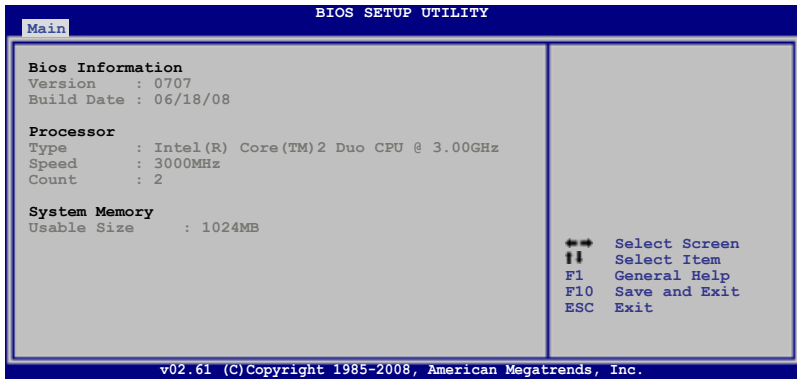 BIOS SETUP UTILITY
Main
Bios Information
Version : 0707
Build Date : 06/18/08
Processor
Type : Intel(R) Core(TM)2 Duo CPU @ 3.00GHz
Speed : 3000MHz
Count : 2
System Memory
Usable Size : 1024MB
←→ Select Screen
↑↓ Select Item
F1 General Help
F10 Save and Exit
ESC Exit
v02.61 (C)Copyright 1985-2008, American Megatrends, Inc.